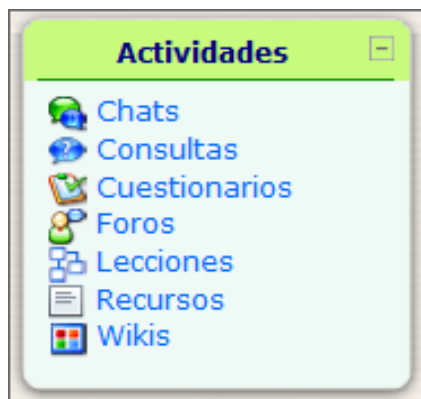 Actividades
Chats
Consultas
Cuestionarios
Foros
Lecciones
Recursos
Wikis